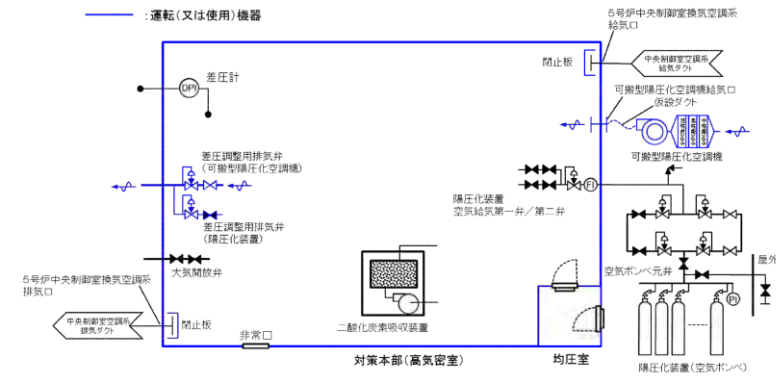 ：運転(又は使用)機器
5号炉中央制御室換気空調系
給気口
閉止板
中央制御室空調系
給気ダクト
差圧計
DPI
可搬型陽圧化空調機給気口
仮設ダクト
可搬型陽圧化空調機
差圧調整用排気弁
(可搬型陽圧化空調機)
差圧調整用排気弁
(陽圧化装置)
陽圧化装置
空気給気第一弁／第二弁
FI
大気開放弁
5号炉中央制御室換気空調系
排気口
中央制御室空調系
排気ダクト
閉止板
非常口
二酸化炭素吸収装置
対策本部(高気密室)
均圧室
空気ボンベ元弁
屋外
PI
陽圧化装置(空気ボンベ)